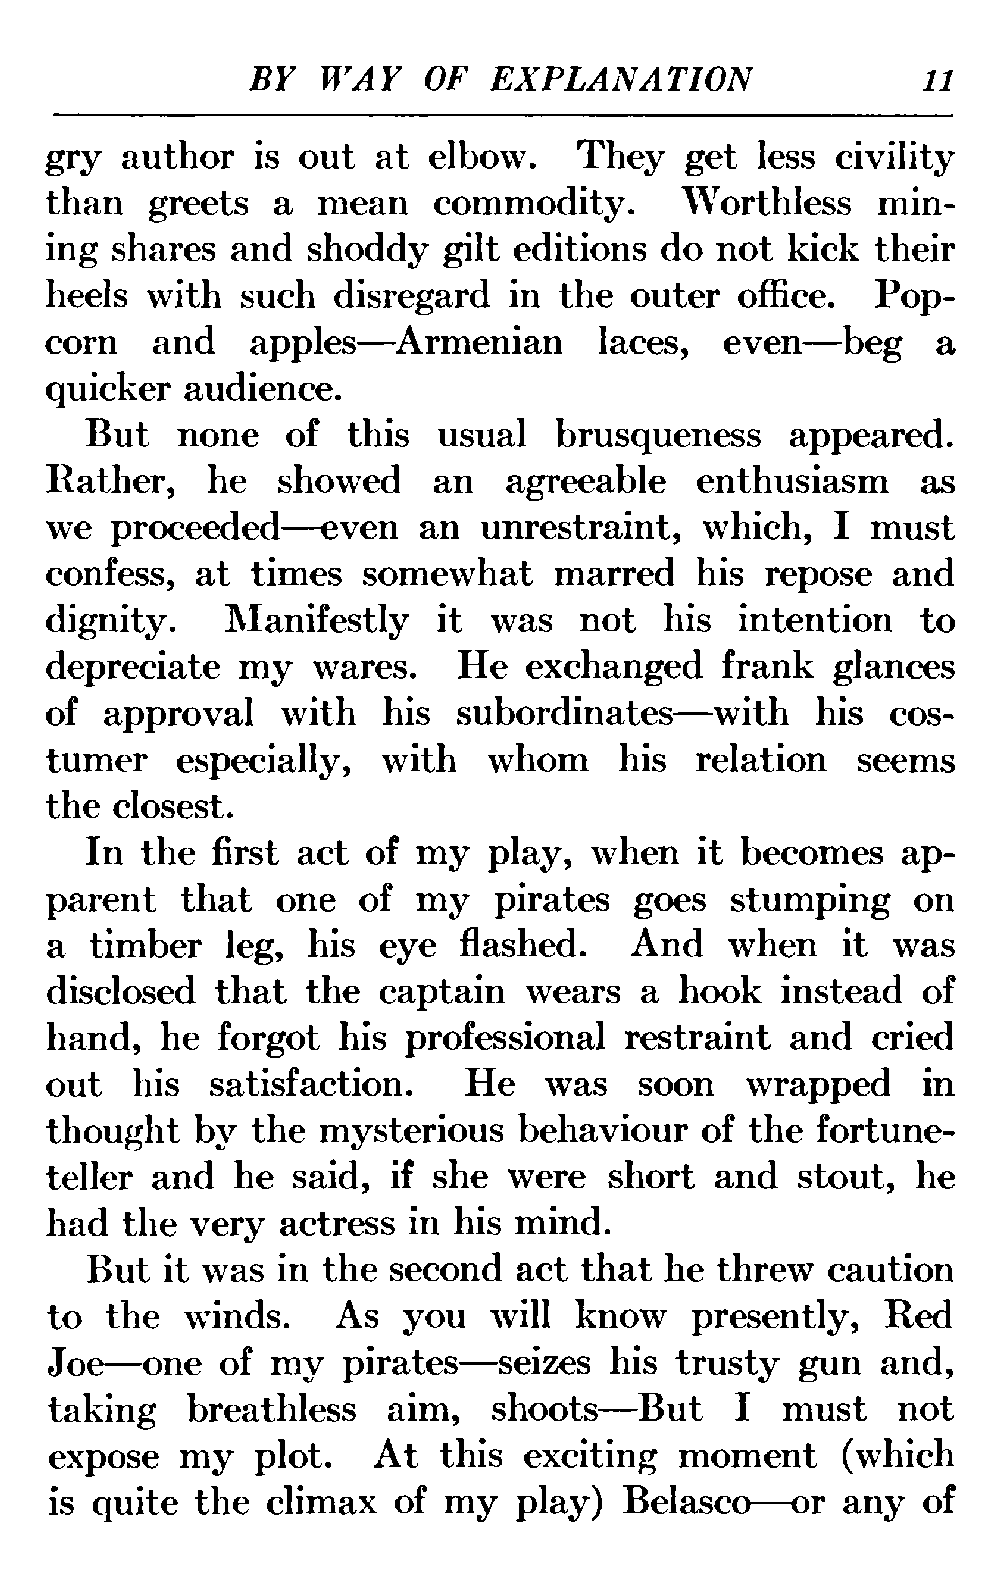 BY WAY OF EXPLANATION 11
gry author is out at elbow. They get less civility
than greets a mean commodity. Worthless min-
ing shares and shoddy gilt editions do not kick their
heels with such disregard in the outer office. Pop-
corn and apples—Armenian laces, even—beg a
quicker audience.
But none of this usual brusqueness appeared.
Rather, he showed an agreeable enthusiasm as
we proceeded—even an unrestraint, which, I must
confess, at times somewhat marred his repose and
dignity. Manifestly it was not his intention to
depreciate my wares. He exchanged frank glances
of approval with his subordinates—with his cos-
tumer especially, with whom his relation seems
the closest.
In the first act of my play, when it becomes ap-
parent that one of my pirates goes stumping on
a timber leg, his eye flashed. And when it was
disclosed that the captain wears a hook instead of
hand, he forgot his professional restraint and cried
out his satisfaction. He was soon wrapped in
thought by the mysterious behaviour of the fortune-
teller and he said, if she were short and stout, he
had the very actress in his mind.
But it was in the second act that he threw caution
to the winds. As you will know presently, Red
Joe—one of my pirates—seizes his trusty gun and,
taking breathless aim, shoots—But I must not
expose my plot. At this exciting moment (which
is quite the climax of my play) Belasco—or any of